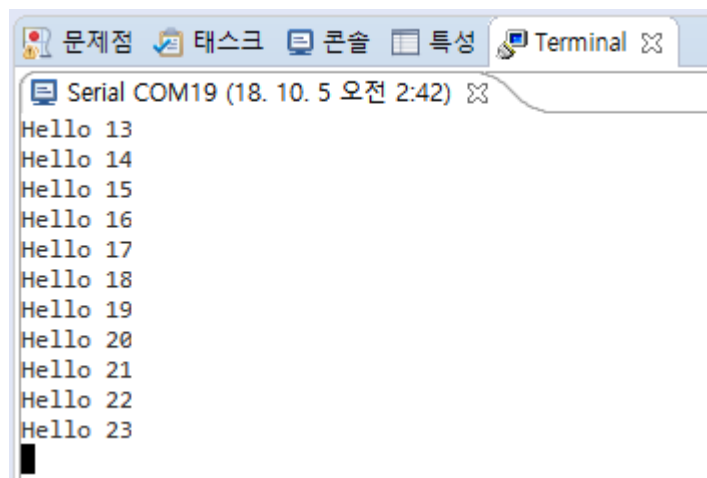 문제점 태스크 콘솔 특성 Terminal
Serial COM19 (18. 10. 5 오전 2:42)
Hello 13
Hello 14
Hello 15
Hello 16
Hello 17
Hello 18
Hello 19
Hello 20
Hello 21
Hello 22
Hello 23